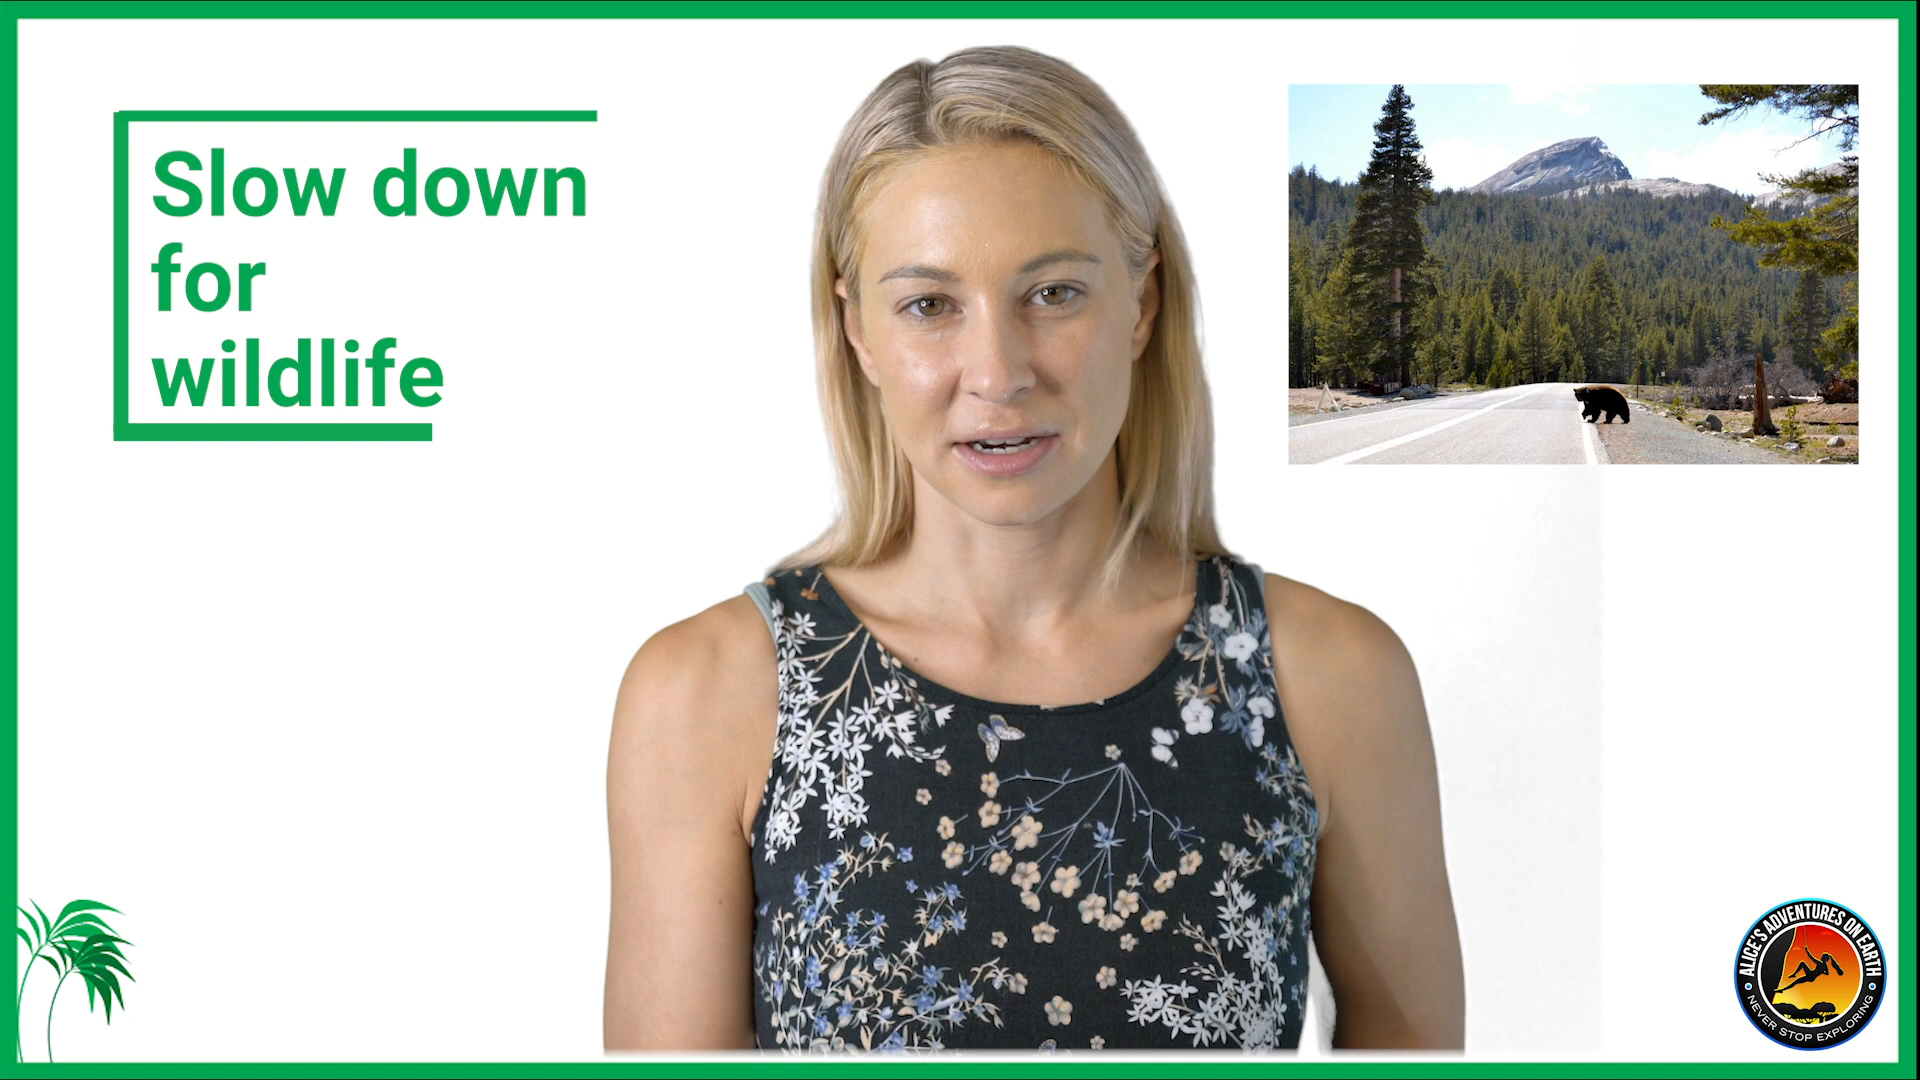 Slow down
for
wildlife
ALICE'S ADVENTURES ON EARTH
NEVER STOP EXPLORING